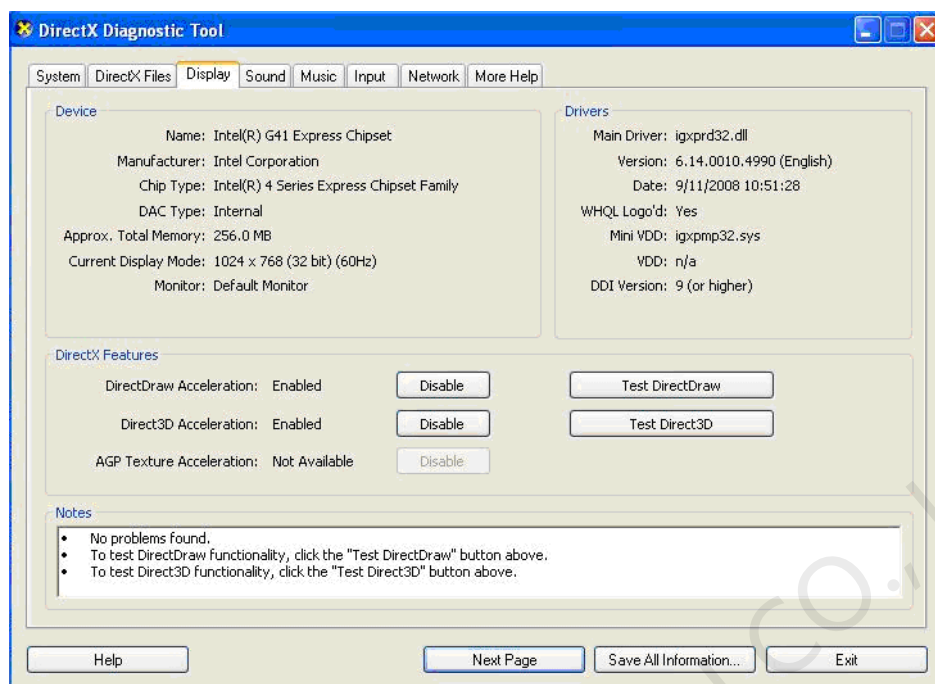 DirectX Diagnostic Tool
System DirectX Files Display Sound Music Input Network More Help
Device
Name: Intel(R) G41 Express Chipset
Manufacturer: Intel Corporation
Chip Type: Intel(R) 4 Series Express Chipset Family
DAC Type: Internal
Approx. Total Memory: 256.0 MB
Current Display Mode: 1024 x 768 (32 bit) (60Hz)
Monitor: Default Monitor
Drivers
Main Driver: igxprd32.dll
Version: 6.14.0010.4990 (English)
Date: 9/11/2008 10:51:28
WHQL Logo'd: Yes
Mini VDD: igxpmp32.sys
VDD: n/a
DDI Version: 9 (or higher)
DirectX Features
DirectDraw Acceleration: Enabled Disable Test DirectDraw
Direct3D Acceleration: Enabled Disable Test Direct3D
AGP Texture Acceleration: Not Available Disable
Notes
• No problems found.
• To test DirectDraw functionality, click the "Test DirectDraw" button above.
• To test Direct3D functionality, click the "Test Direct3D" button above.
Help Next Page Save All Information... Exit
CO.,